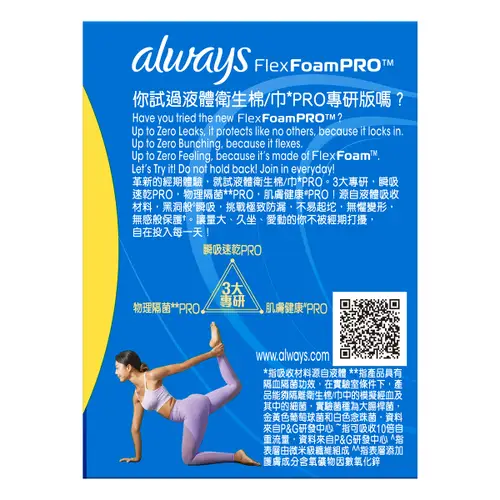 always FlexFoamPRO™
你試過液體衛生棉/巾*PRO專研版嗎？
Have you tried the new FlexFoamPRO™?
Up to Zero Leaks, it protects like no others, because it locks in.
Up to Zero Bunching, because it flexes.
Up to Zero Feeling, because it's made of FlexFoam™.
Let's Try it! Do not hold back! Join in everyday!
革新的經期體驗，就試液體衛生棉/巾*PRO。3大專研，瞬吸
速乾PRO，物理隔菌**PRO，肌膚健康#PRO！源自液體吸收
材料，黑洞般~瞬吸，挑戰極致防漏，不易起坨，無懼變形，
無感般保護†。讓量大、久坐、愛動的你不被經期打擾，
自在投入每一天！
瞬吸速乾PRO
3大
專研
物理隔菌**PRO
肌膚健康#PRO
www.always.com
*指吸收材料源自液體 **指產品具有
隔血隔菌功效，在實驗室條件下，產
品能夠隔離衛生棉/巾中的模擬經血及
其中的細菌，實驗菌種為大腸桿菌，
金黃色葡萄球菌和白色念珠菌，資料
來自P&G研發中心 ~指可吸收10倍自
重流量，資料來自P&G研發中心 ^指
表層由微米級纖維組成 ^^指表層添加
護膚成分含氧礦物因數氧化鋅